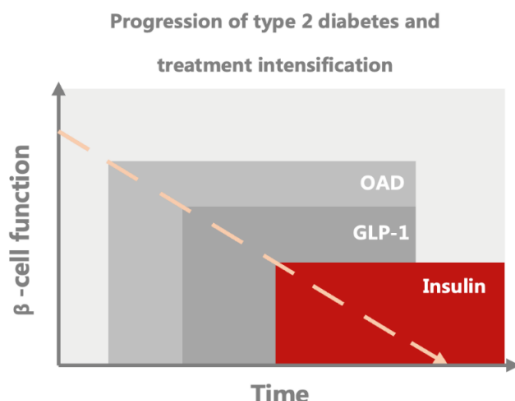 Progression of type 2 diabetes and
treatment intensification
β -cell function
OAD
GLP-1
Insulin
Time